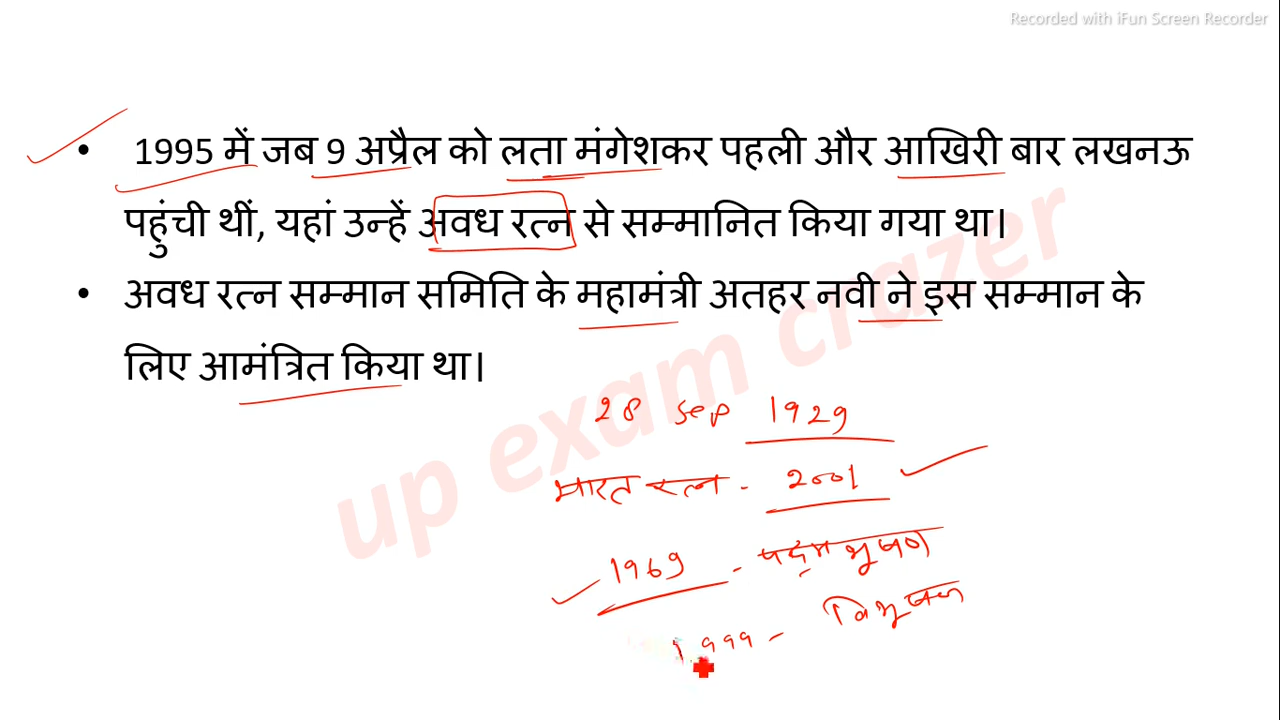 Recorded with iFun Screen Recorder
• 1995 में जब 9 अप्रैल को लता मंगेशकर पहली और आखिरी बार लखनऊ
पहुंची थीं, यहां उन्हें अवध रत्न से सम्मानित किया गया था।
• अवध रत्न सम्मान समिति के महामंत्री अतहर नवी ने इस सम्मान के
लिए आमंत्रित किया था।
up exam crazer
28 Sep 1929
भारत रत्न - 2001
1969 - पद्म भूषण
1999 - विभूषण